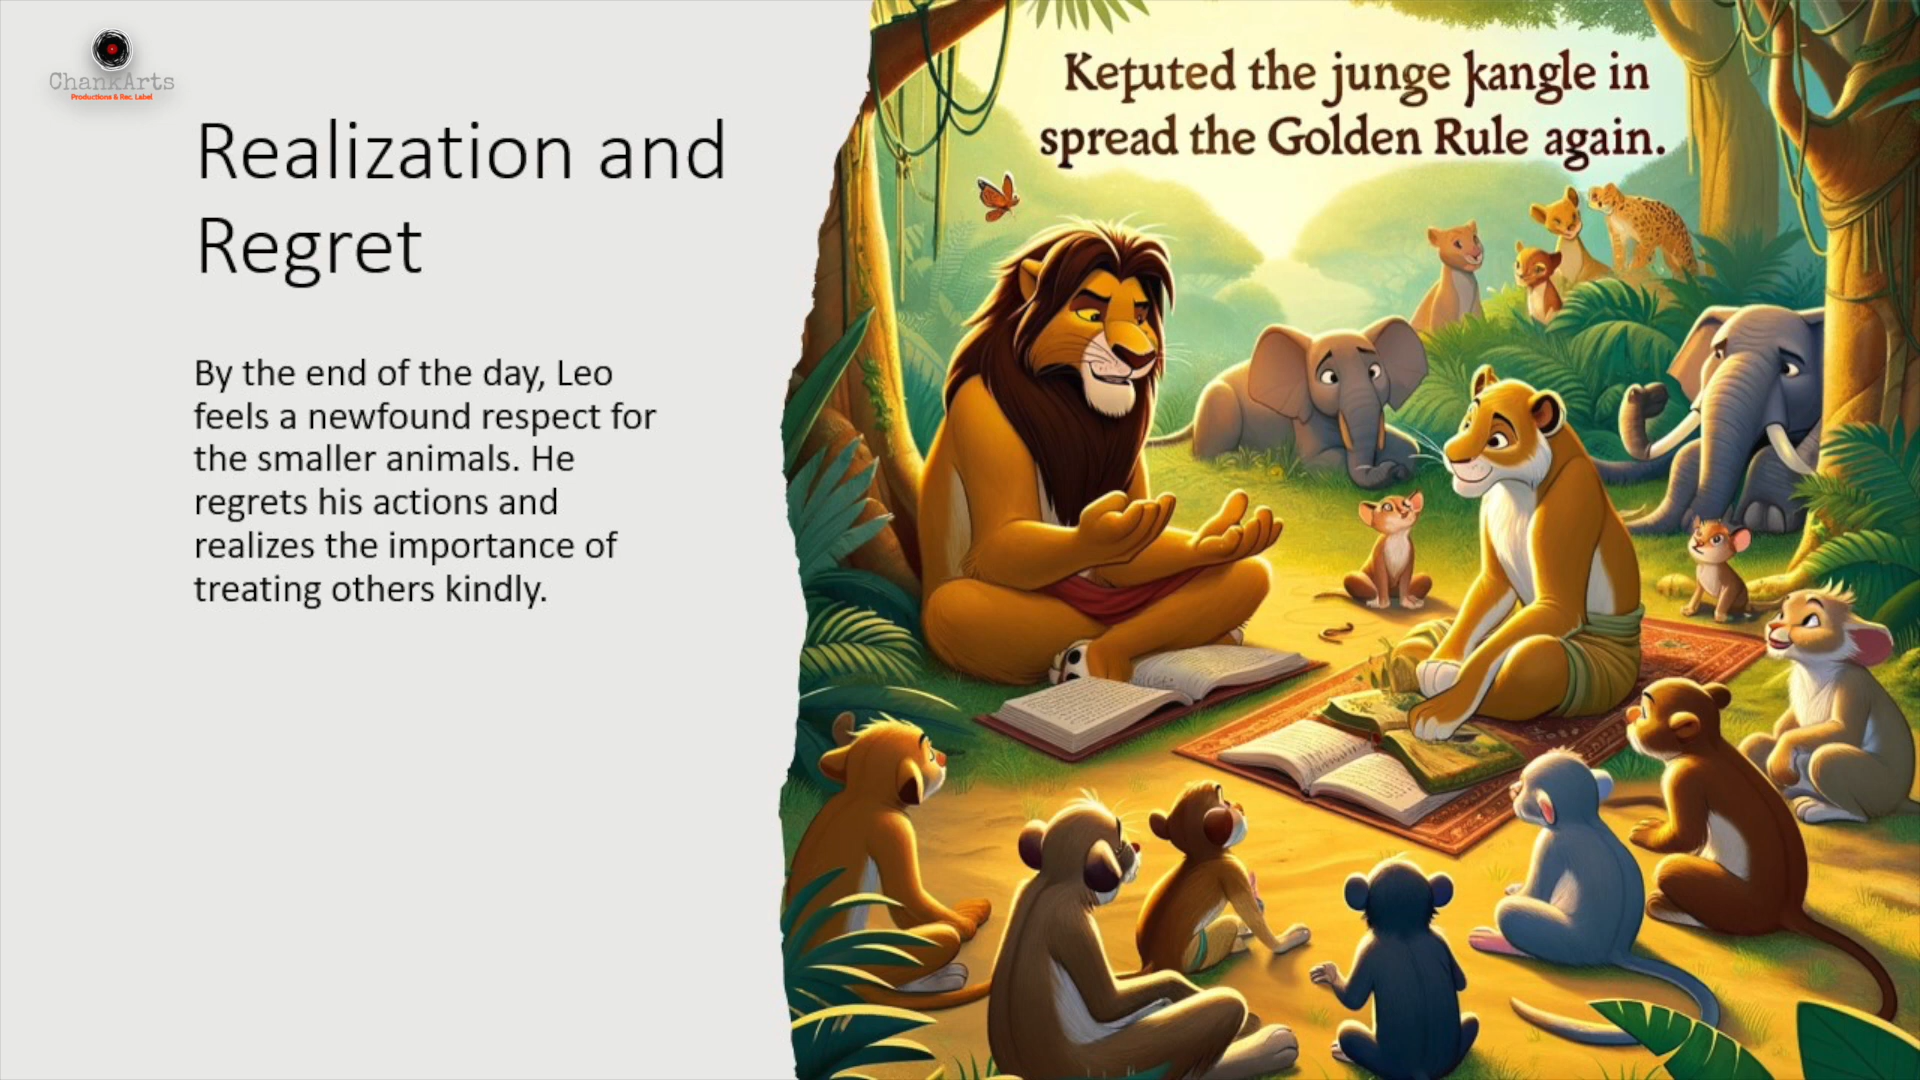 ChankArts
Productions & Rec. Label
Realization and
Regret
By the end of the day, Leo
feels a newfound respect for
the smaller animals. He
regrets his actions and
realizes the importance of
treating others kindly.
Keƫuted the junge kangle in
spread the Golden Rule again.